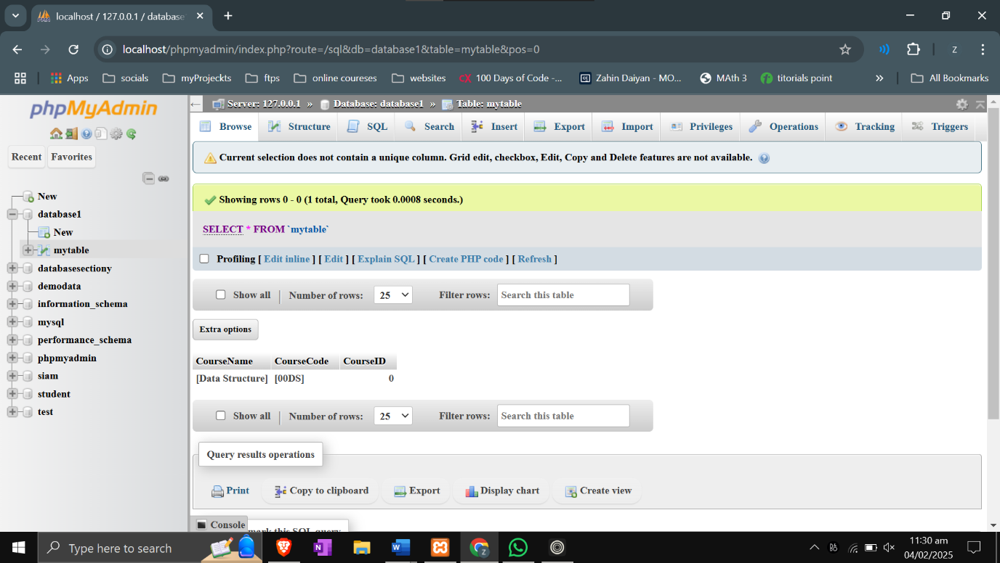 localhost / 127.0.0.1 / database
localhost/phpmyadmin/index.php?route=/sql&db=database1&table=mytable&pos=0
z
Apps socials myProjeckts ftps online coureses websites 100 Days of Code -... Zahin Daiyan - MO... MAth 3 titorials point » All Bookmarks
phpMyAdmin
Recent Favorites
New
database1
New
mytable
databasesectiony
demodata
information_schema
mysql
performance_schema
phpmyadmin
siam
student
test
Server: 127.0.0.1 » Database: database1 » Table: mytable
Browse Structure SQL Search Insert Export Import Privileges Operations Tracking Triggers
Current selection does not contain a unique column. Grid edit, checkbox, Edit, Copy and Delete features are not available.
Showing rows 0 - 0 (1 total, Query took 0.0008 seconds.)
SELECT * FROM `mytable`
Profiling [ Edit inline ] [ Edit ] [ Explain SQL ] [ Create PHP code ] [ Refresh ]
Show all Number of rows: 25 Filter rows: Search this table
Extra options
CourseName CourseCode CourseID
[Data Structure] [00DS] 0
Show all Number of rows: 25 Filter rows: Search this table
Query results operations
Print Copy to clipboard Export Display chart Create view
Console
mark this SQL query
Type here to search
11:30 am
04/02/2025